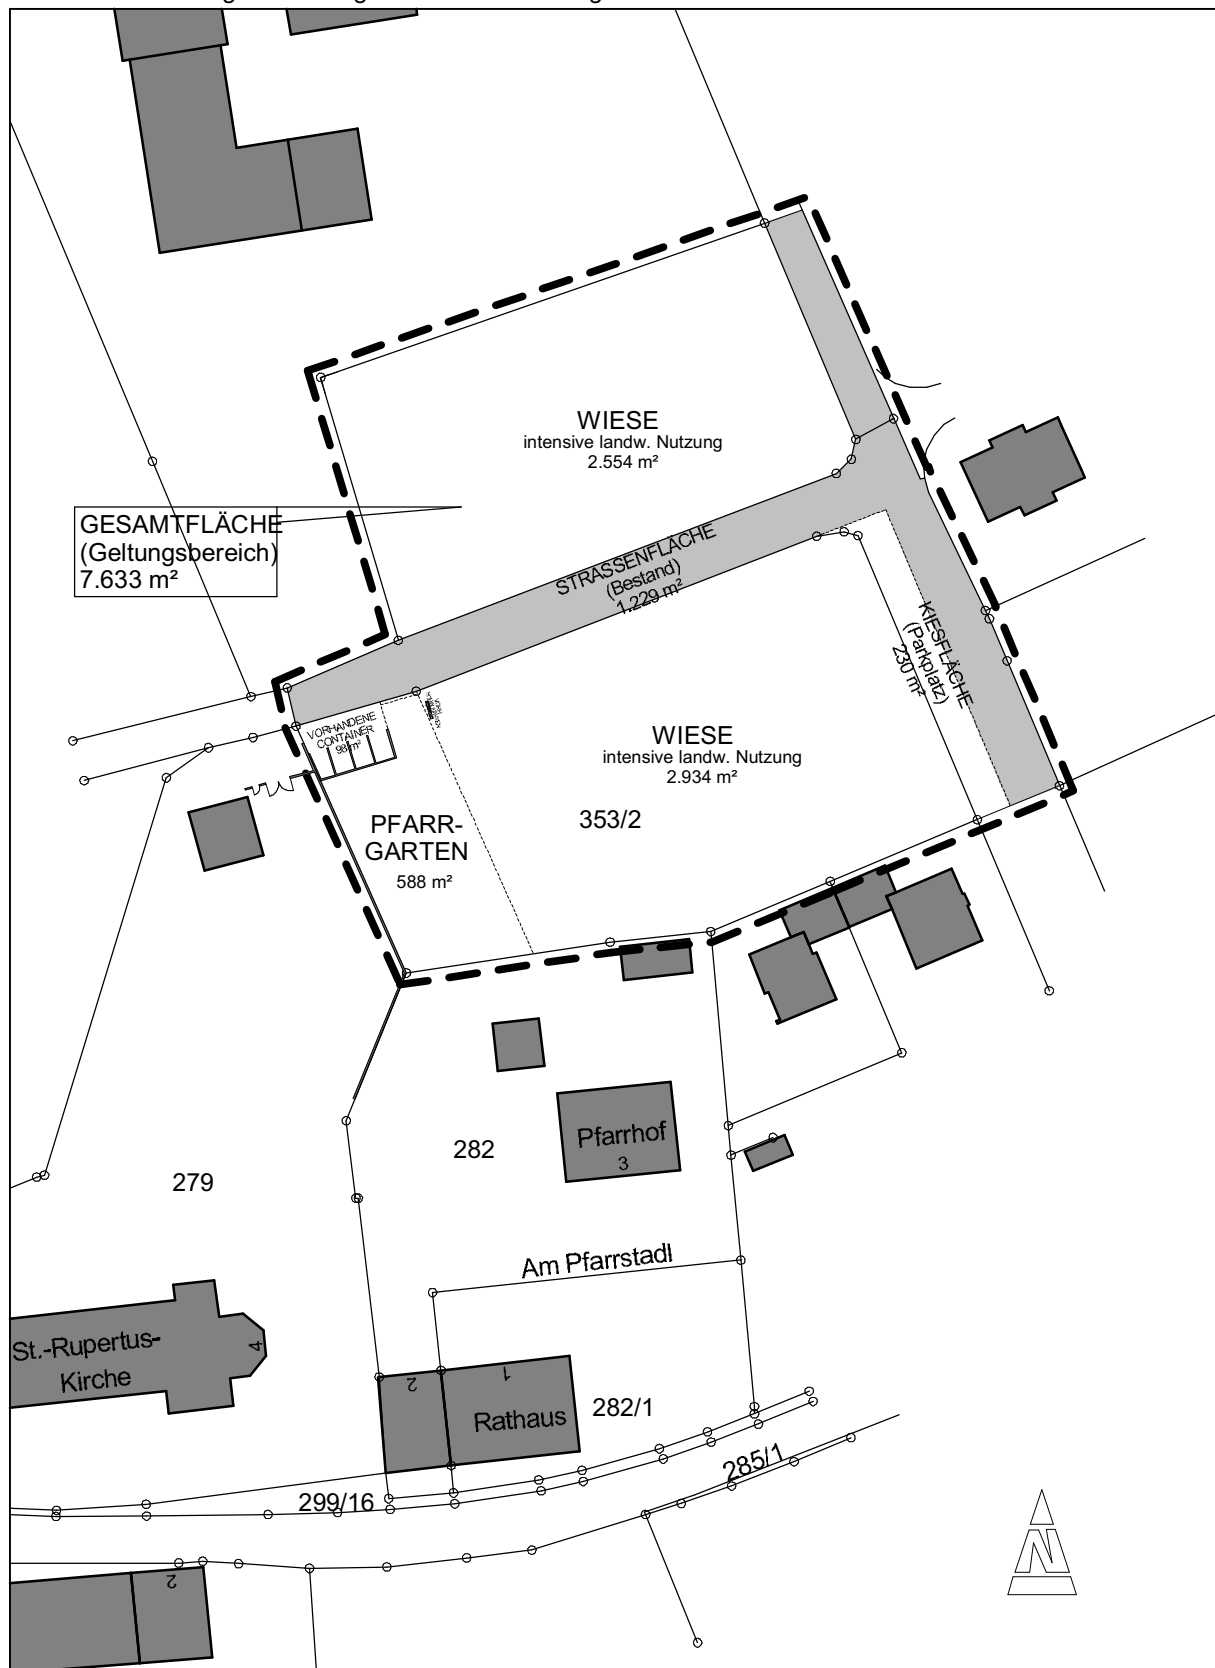 WIESE
intensive landw. Nutzung
2.554 m²
GESAMTFLÄCHE
(Geltungsbereich)
7.633 m²
STRASSENFLÄCHE
(Bestand)
1.229 m²
KIESFLÄCHE
(Parkplatz)
230 m²
VORHANDENE
CONTAINER
98 m²
WIESE
intensive landw. Nutzung
2.934 m²
353/2
PFARR-
GARTEN
588 m²
Pfarrhof
3
282
279
Am Pfarrstadl
St.-Rupertus-
Kirche
4
2
1
Rathaus
282/1
285/1
299/16
2
N